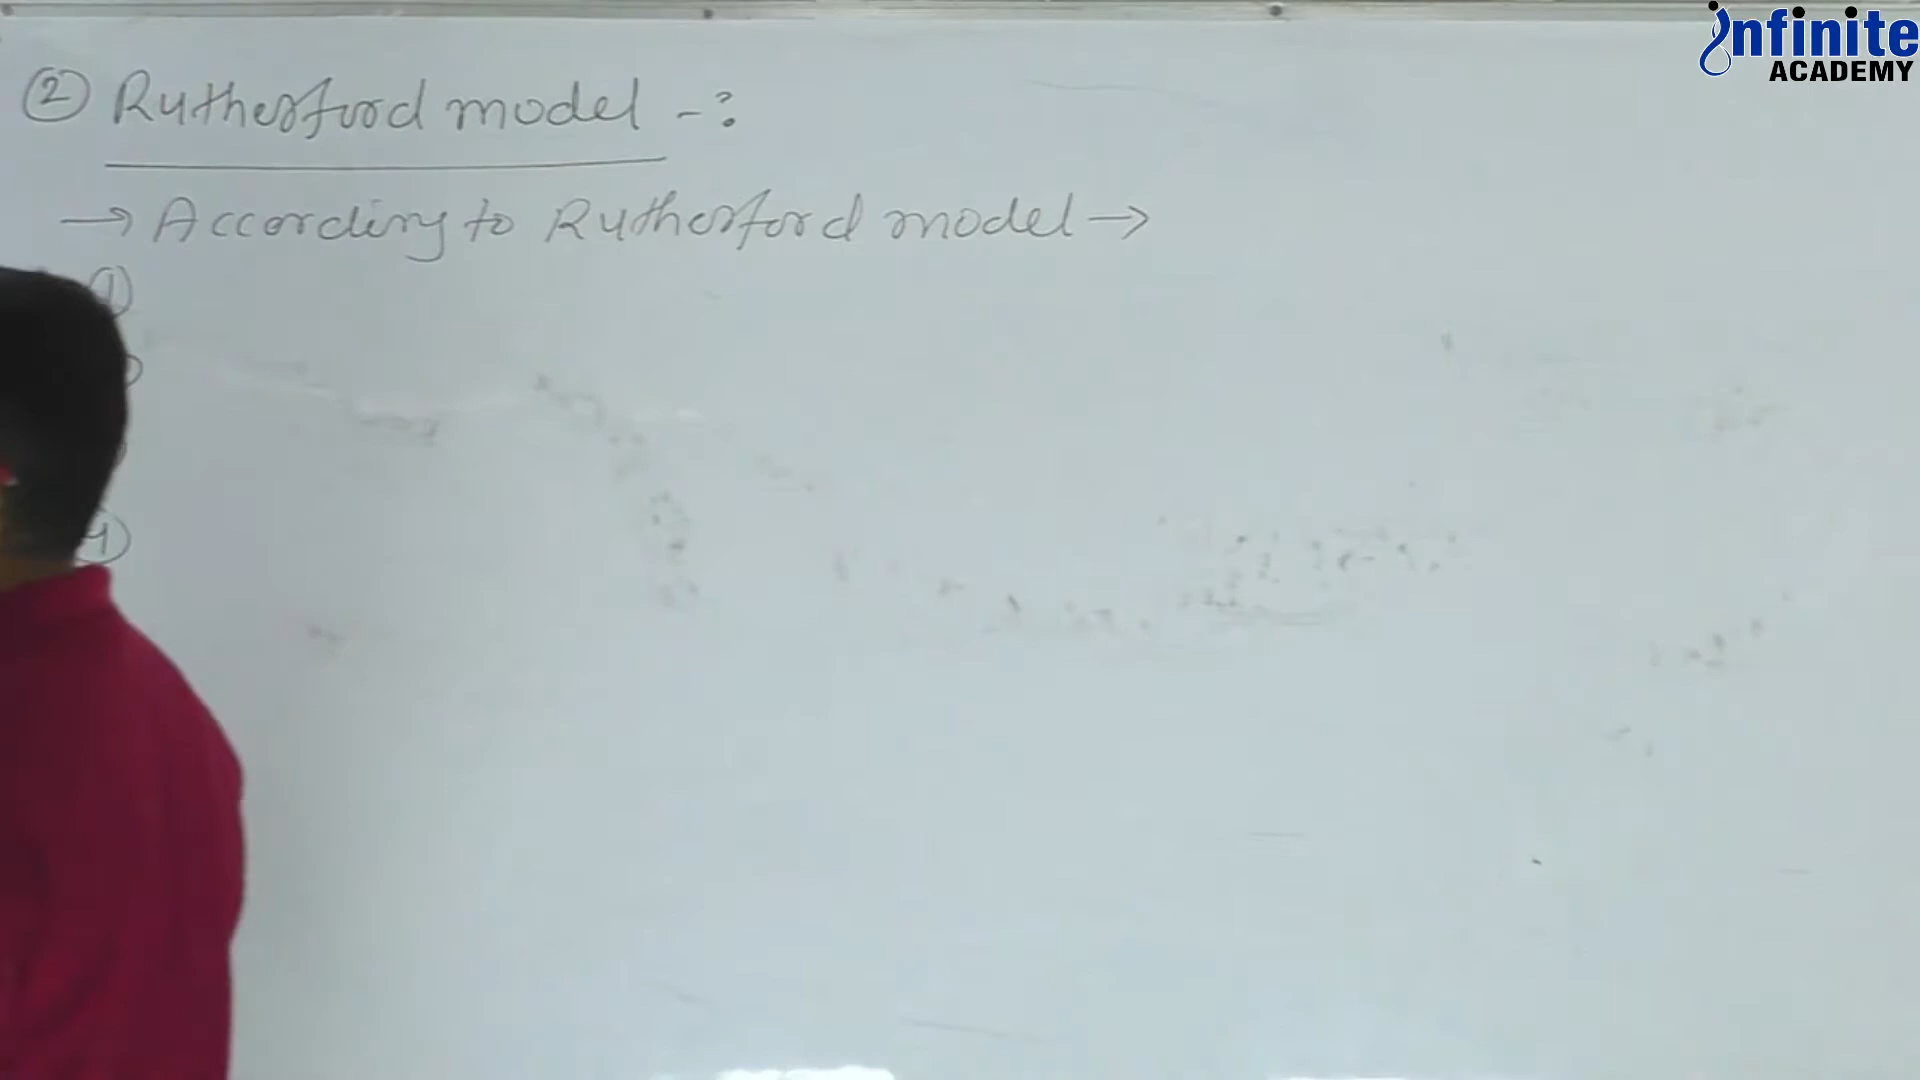 ② Rutherford model -:
→ According to Rutherford model →
①
④
infinite
ACADEMY